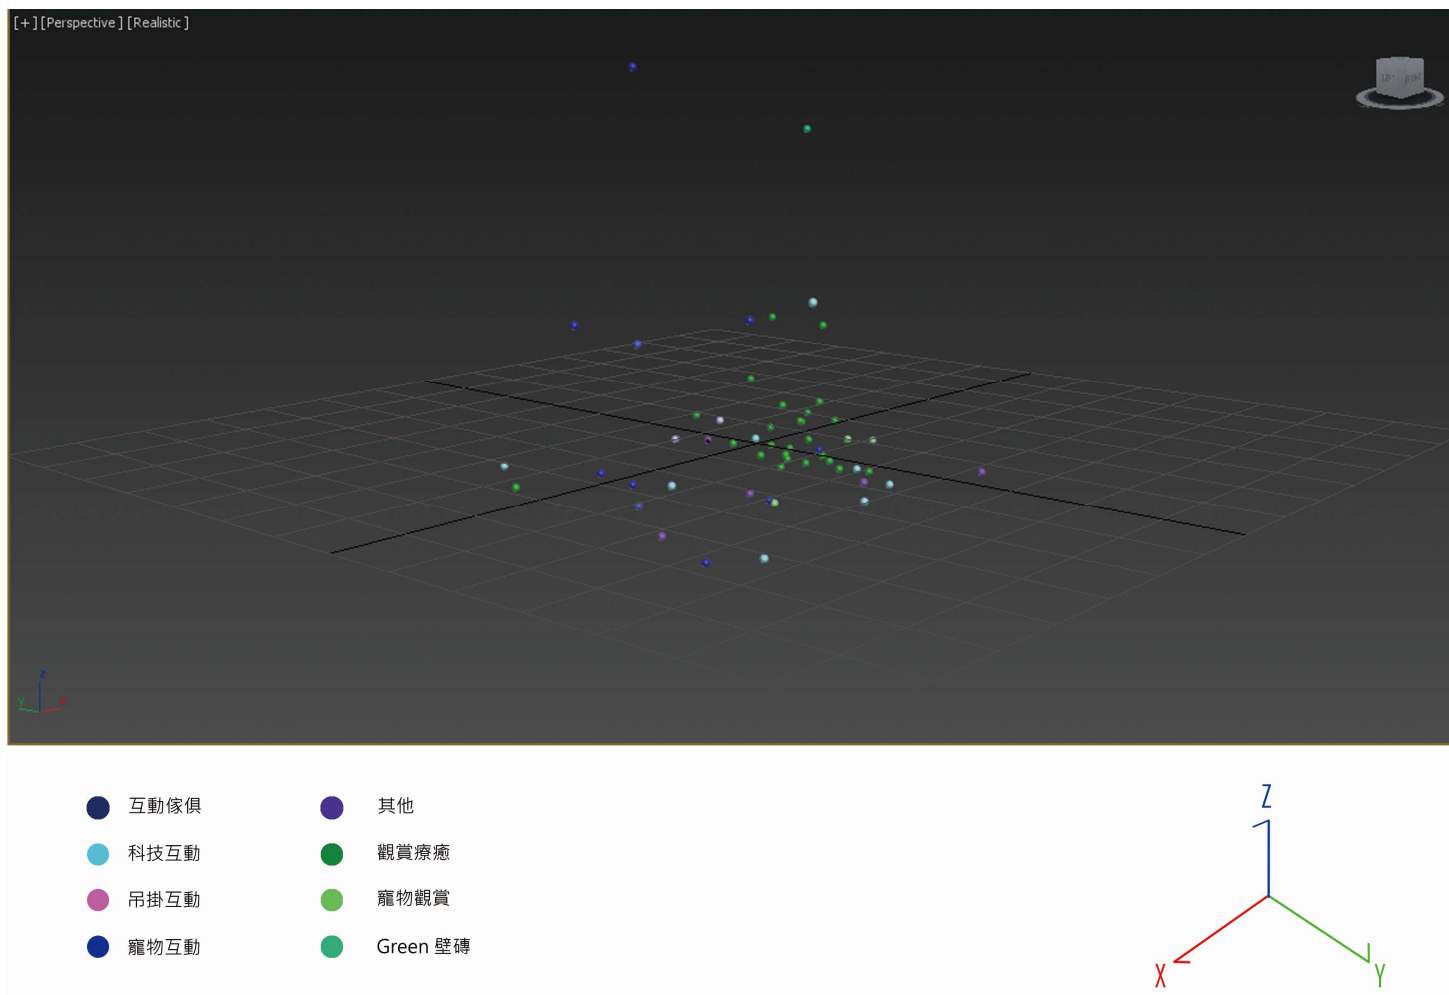 [+] [Perspective] [Realistic]
Z
Y
互動傢俱
科技互動
吊掛互動
寵物互動
其他
觀賞療癒
寵物觀賞
Green 壁磚
Z
X
Y